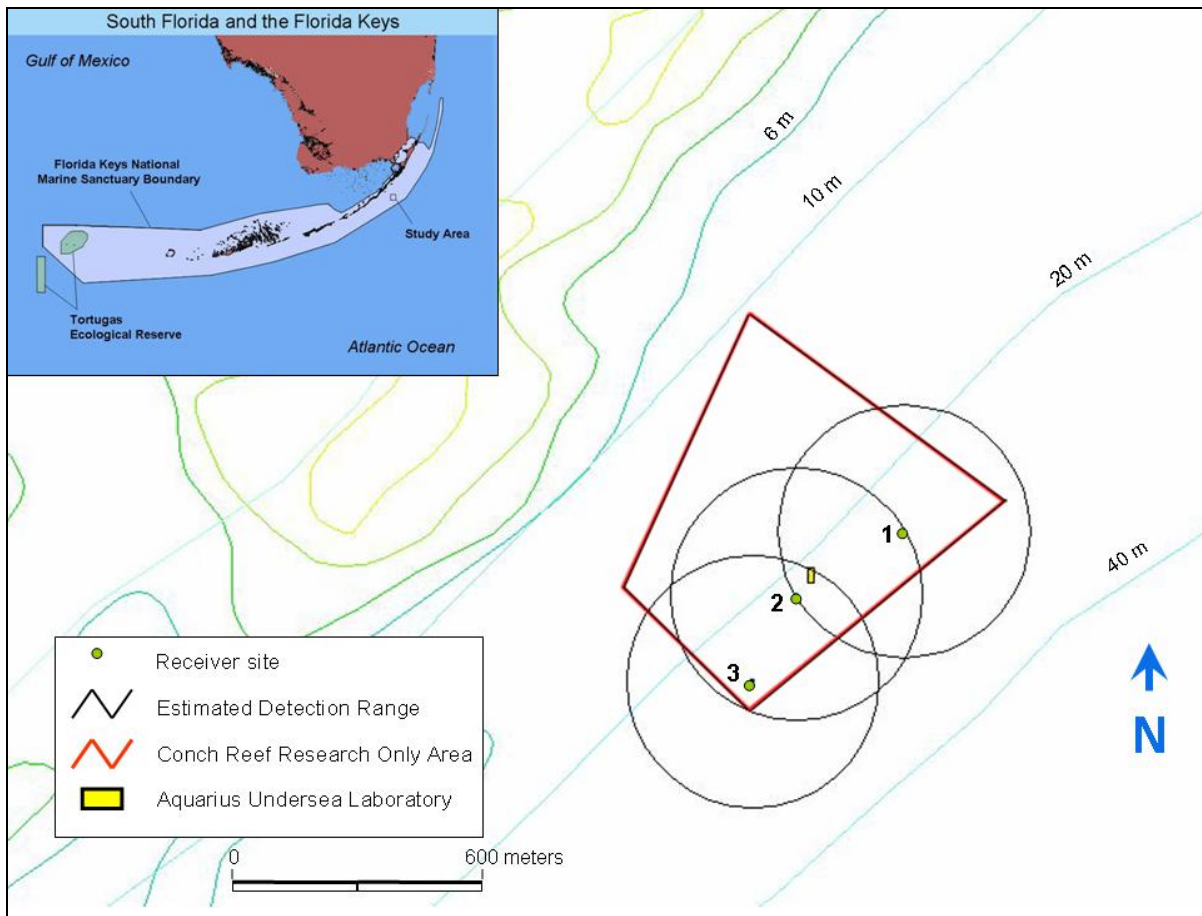 South Florida and the Florida Keys
Gulf of Mexico
Florida Keys National
Marine Sanctuary Boundary
Study Area
Tortugas
Ecological Reserve
Atlantic Ocean
6 m
10 m
20 m
40 m
1
2
3
N
Receiver site
Estimated Detection Range
Conch Reef Research Only Area
Aquarius Undersea Laboratory
0
600 meters